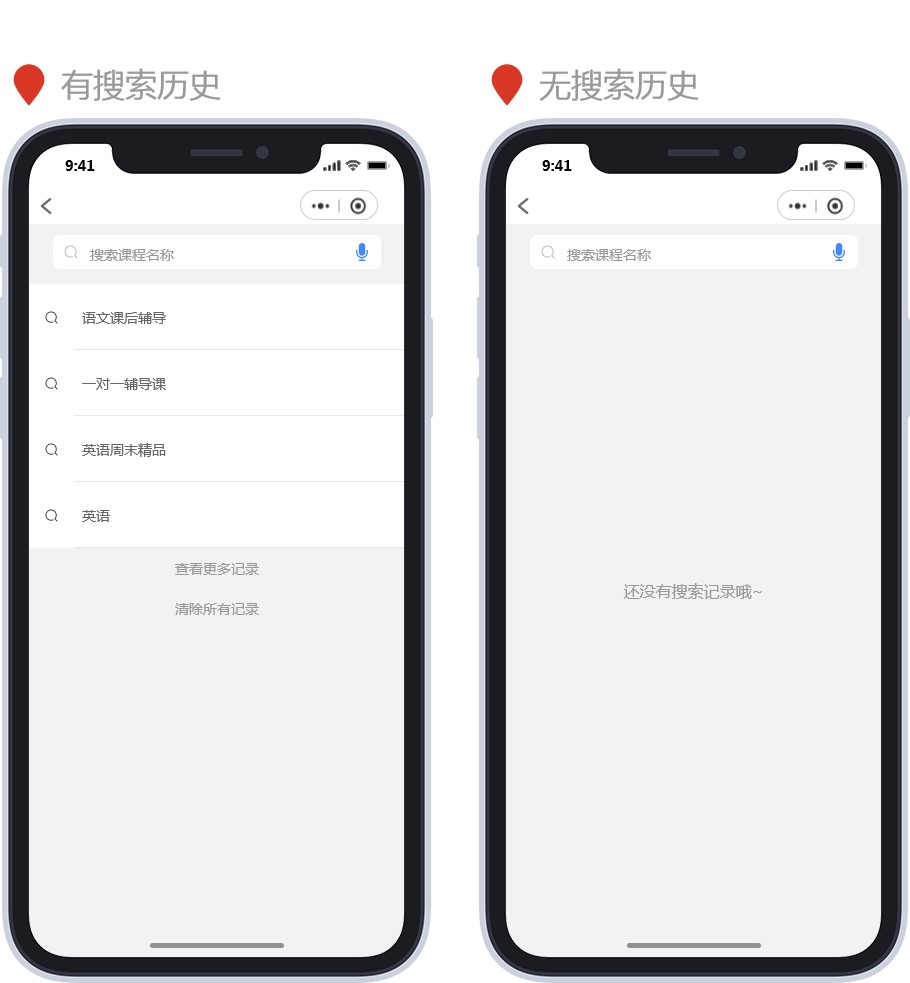 有搜索历史
9:41
搜索课程名称
语文课后辅导
一对一辅导课
英语周末精品
英语
查看更多记录
清除所有记录
无搜索历史
9:41
搜索课程名称
还没有搜索记录哦~